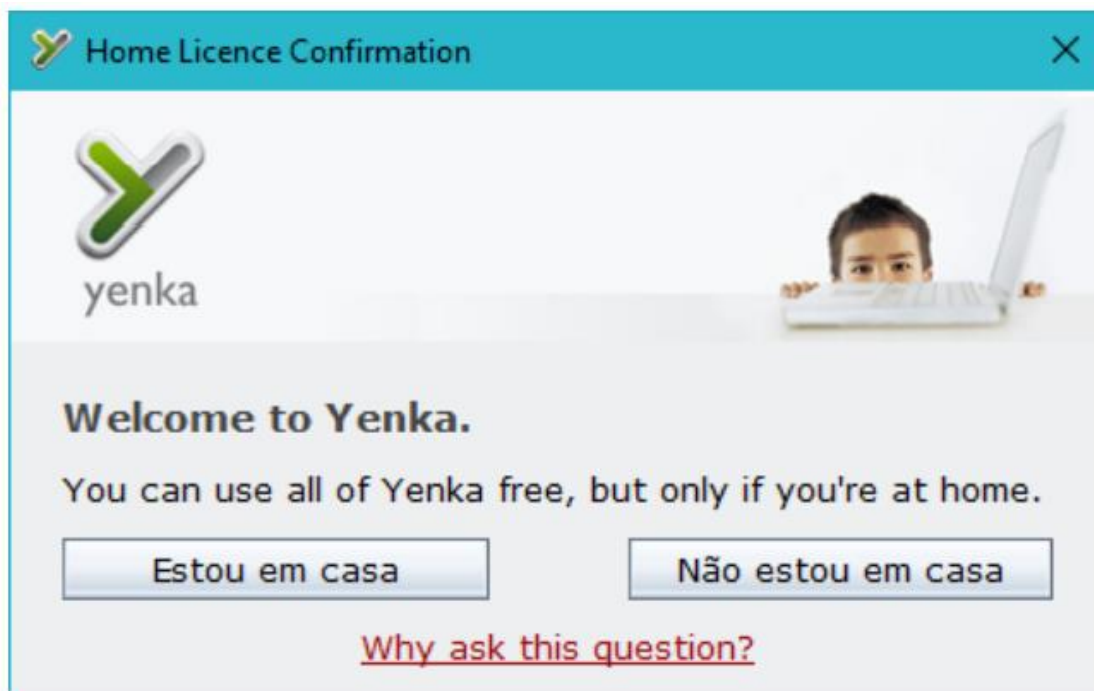 Home Licence Confirmation
yenka
Welcome to Yenka.
You can use all of Yenka free, but only if you're at home.
Estou em casa
Não estou em casa
Why ask this question?